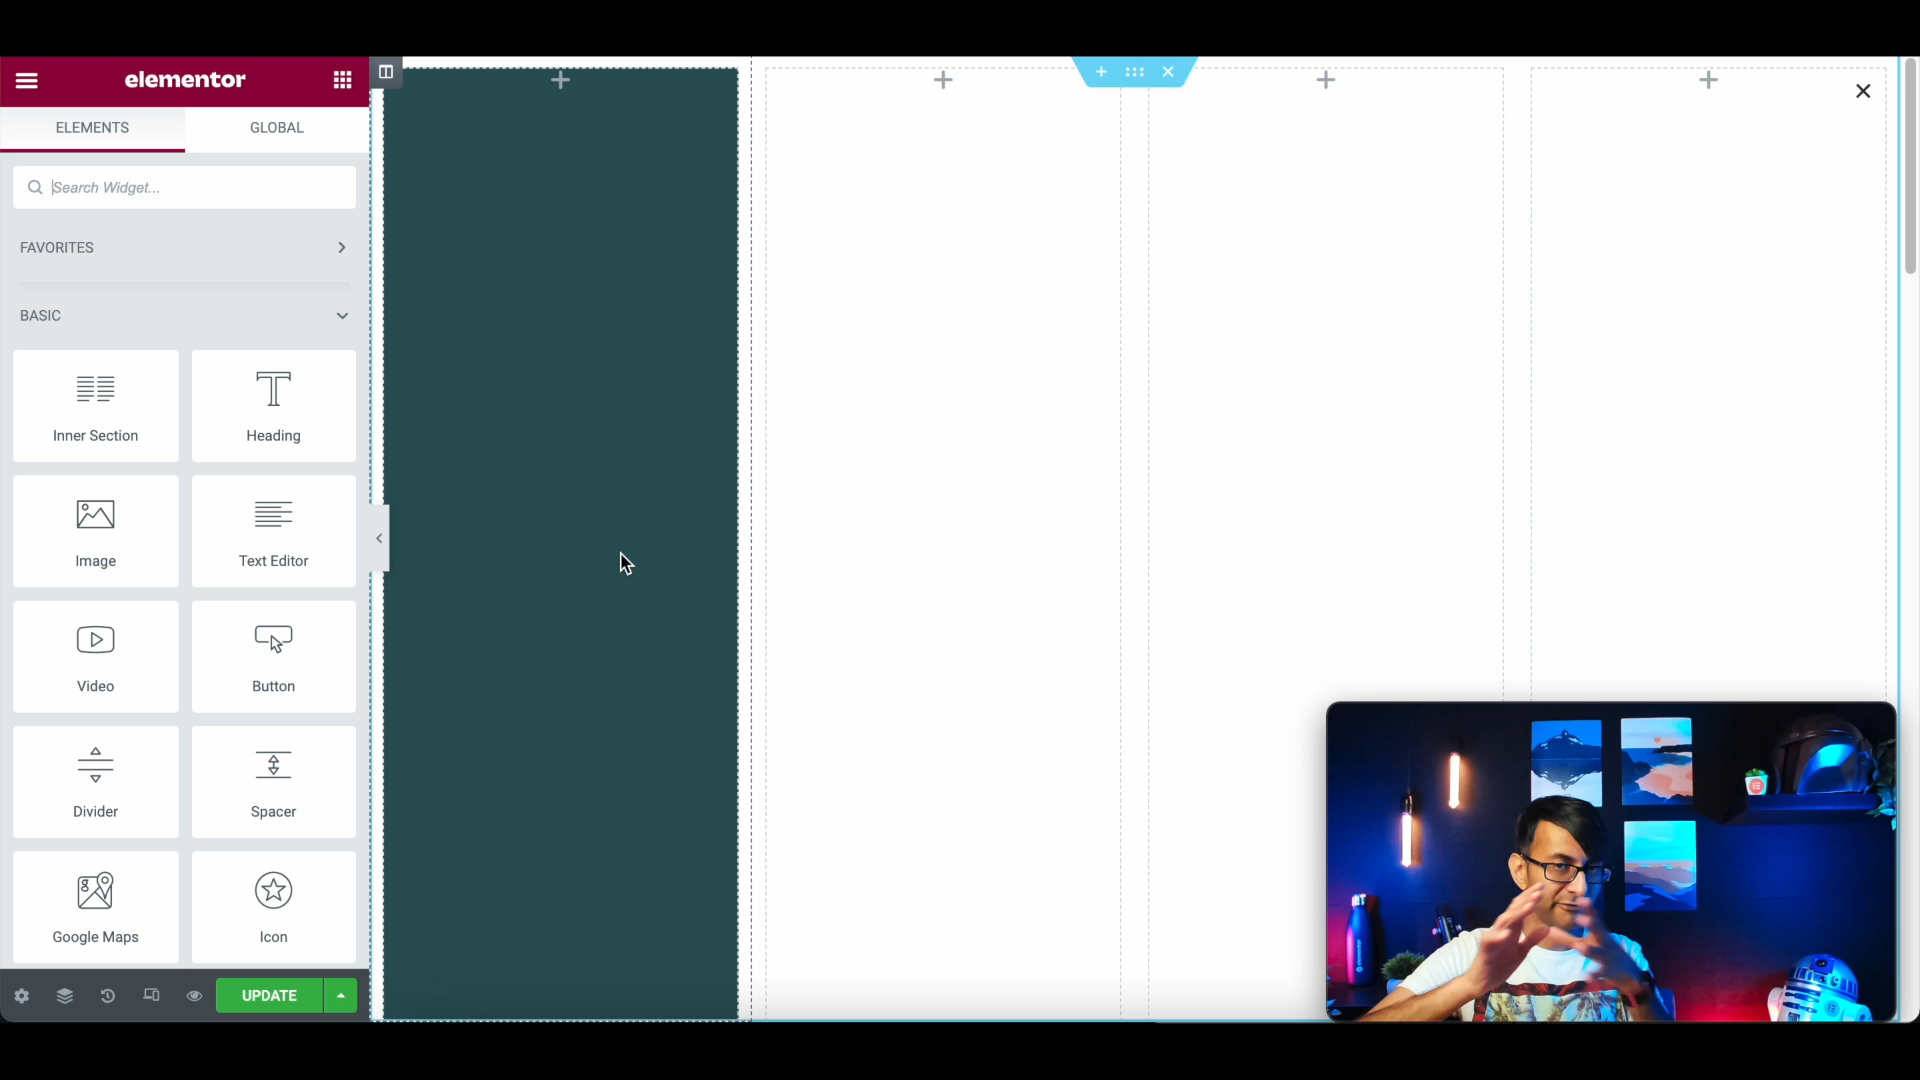 elementor
ELEMENTS
GLOBAL
Search Widget...
FAVORITES
BASIC
Inner Section
Heading
Image
Text Editor
Video
Button
Divider
Spacer
Google Maps
Icon
UPDATE